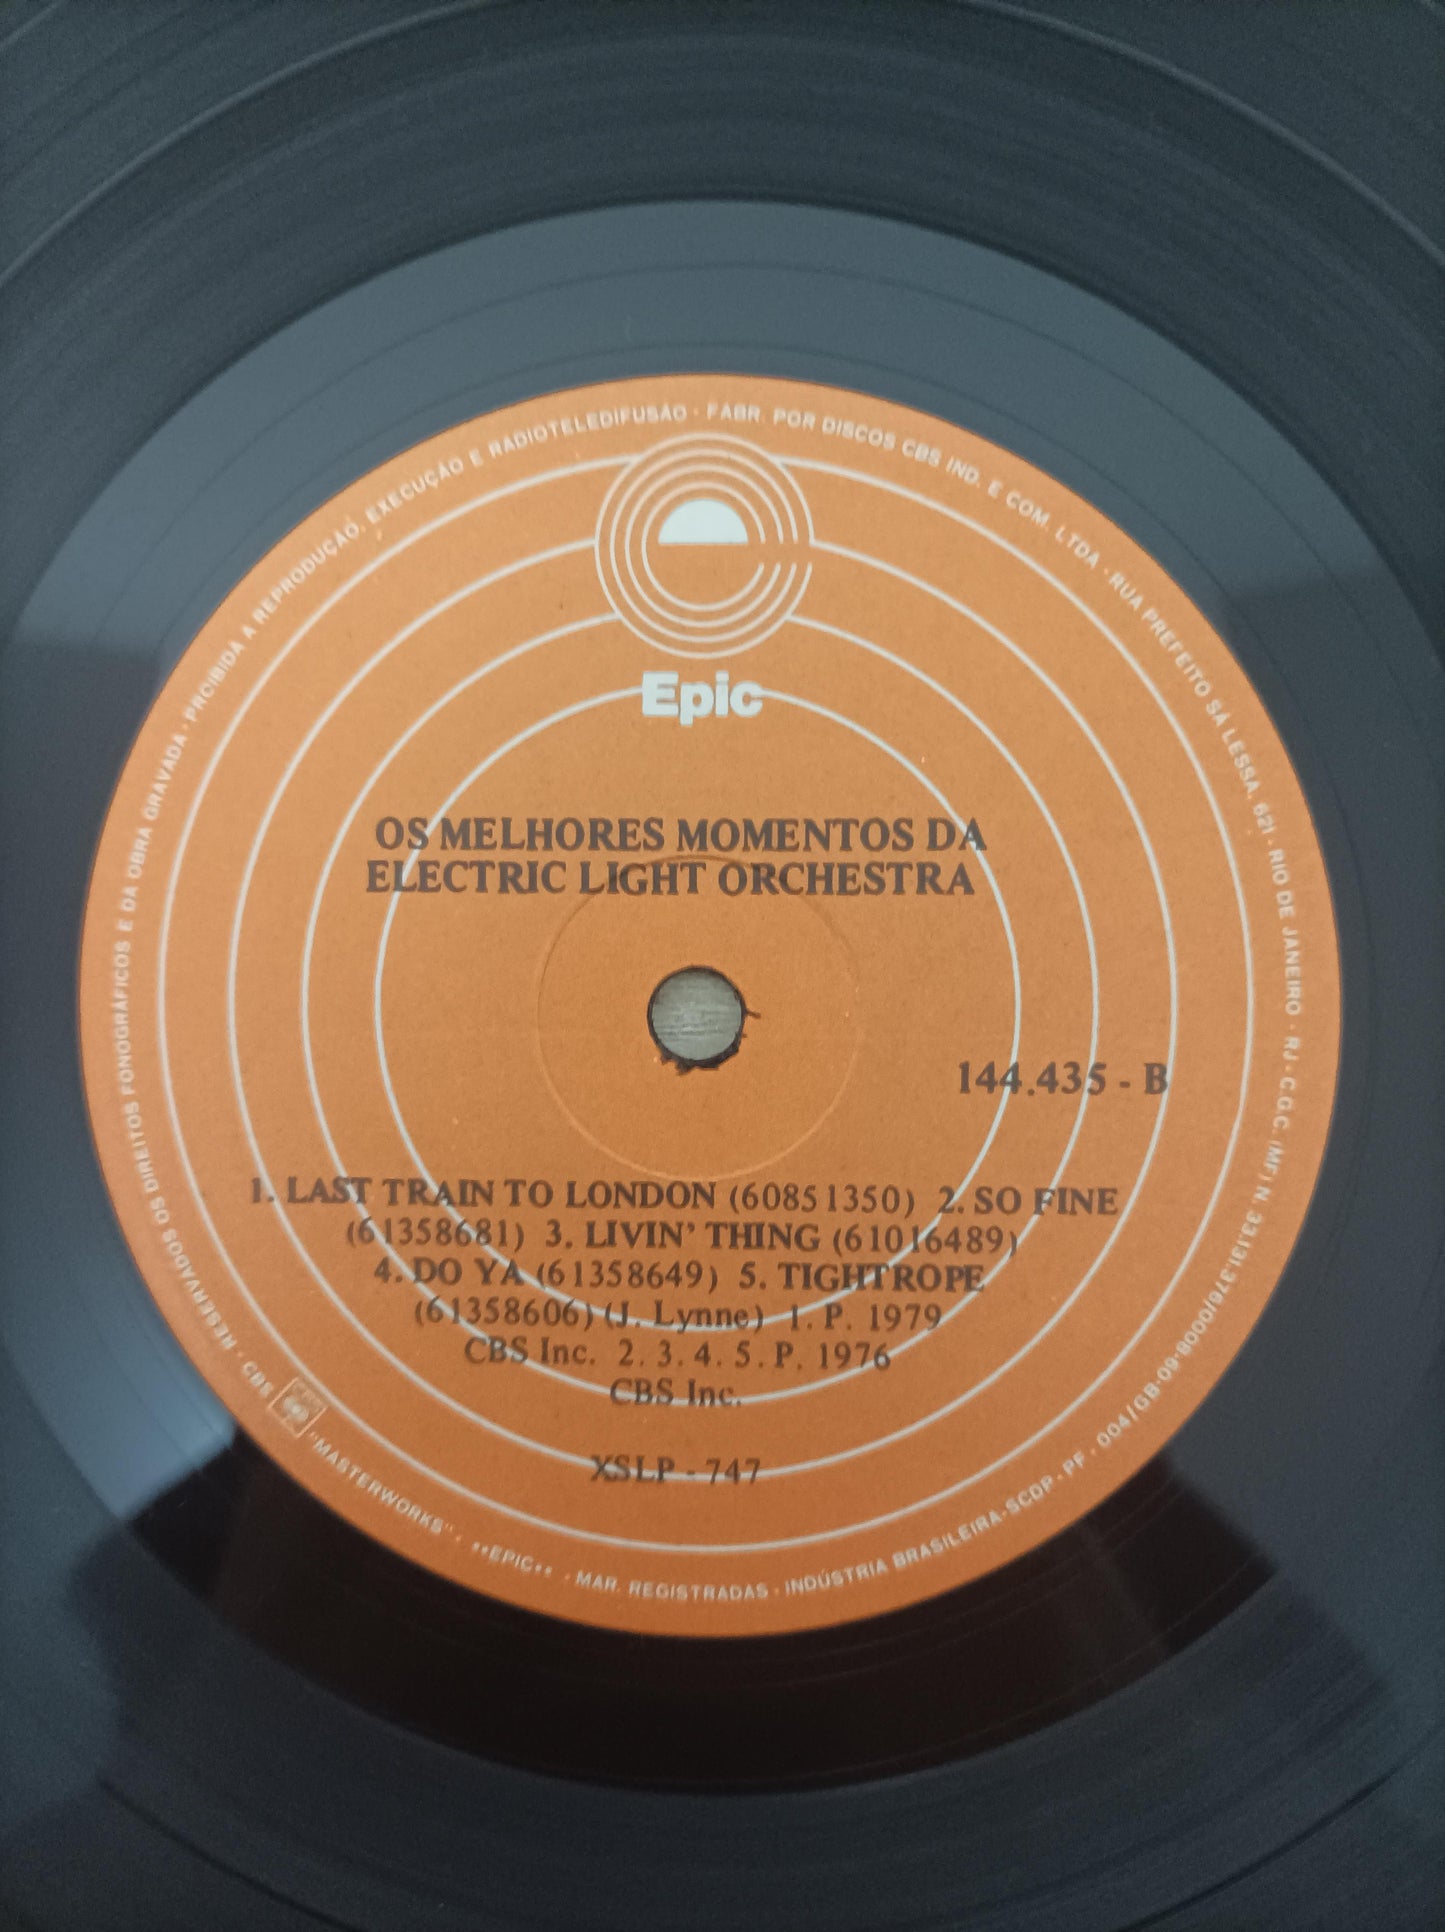 Epic
OS MELHORES MOMENTOS DA
ELECTRIC LIGHT ORCHESTRA
144.435 - B
1. LAST TRAIN TO LONDON (60851350) 2. SO FINE
(61358681) 3. LIVIN' THING (61016489)
4. DO YA (61358649) 5. TIGHTROPE
(61358606) (J. Lynne) 1. P. 1979
CBS Inc. 2. 3. 4. 5. P. 1976
CBS Inc.
XSLP - 747
RESERVADOS OS DIREITOS FONOGRÁFICOS E DA OBRA GRAVADA · PROIBIDA A REPRODUÇÃO, EXECUÇÃO E RADIOTELEDIFUSÃO · FABR. POR DISCOS CBS IND. E COM. LTDA · RUA PREFEITO SÁ LESSA, 621 · RIO DE JANEIRO · RJ · C.G.C. (MF) N. 33.131.376/0001-
· CBS "MASTERWORKS" · ••EPIC•• · MAR. REGISTRADAS · INDÚSTRIA BRASILEIRA · SCDP · PF · 004/GB-09-